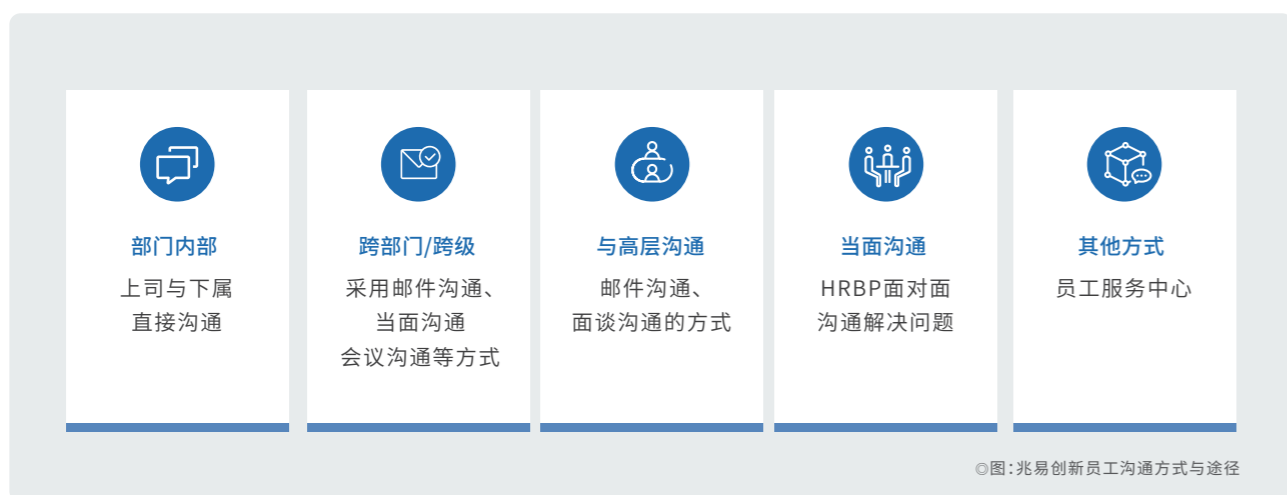 部门内部
上司与下属
直接沟通
跨部门/跨级
采用邮件沟通、
当面沟通
会议沟通等方式
与高层沟通
邮件沟通、
面谈沟通的方式
当面沟通
HRBP面对面
沟通解决问题
其他方式
员工服务中心
◎图:兆易创新员工沟通方式与途径